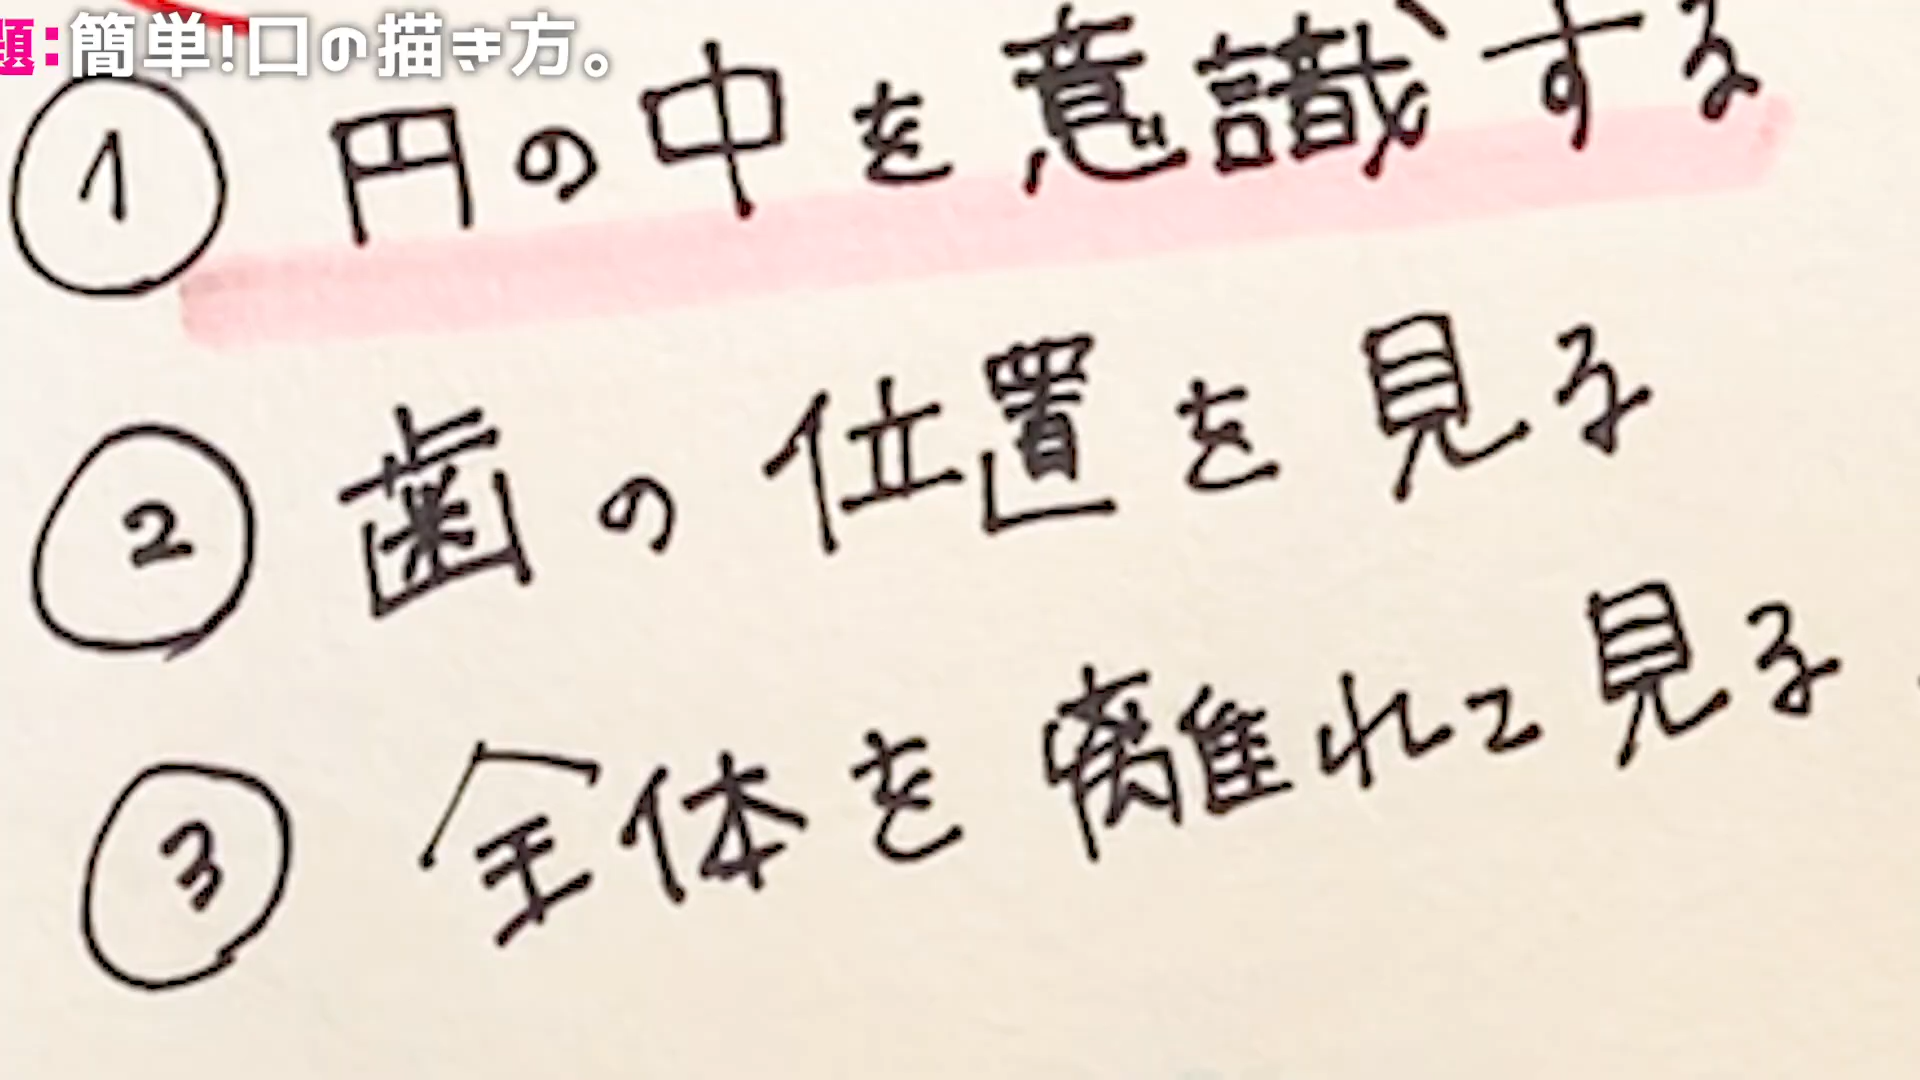 題:簡単!口の描き方。
① 円の中を意識する
② 歯の位置を見る
③ 全体を離れて見る